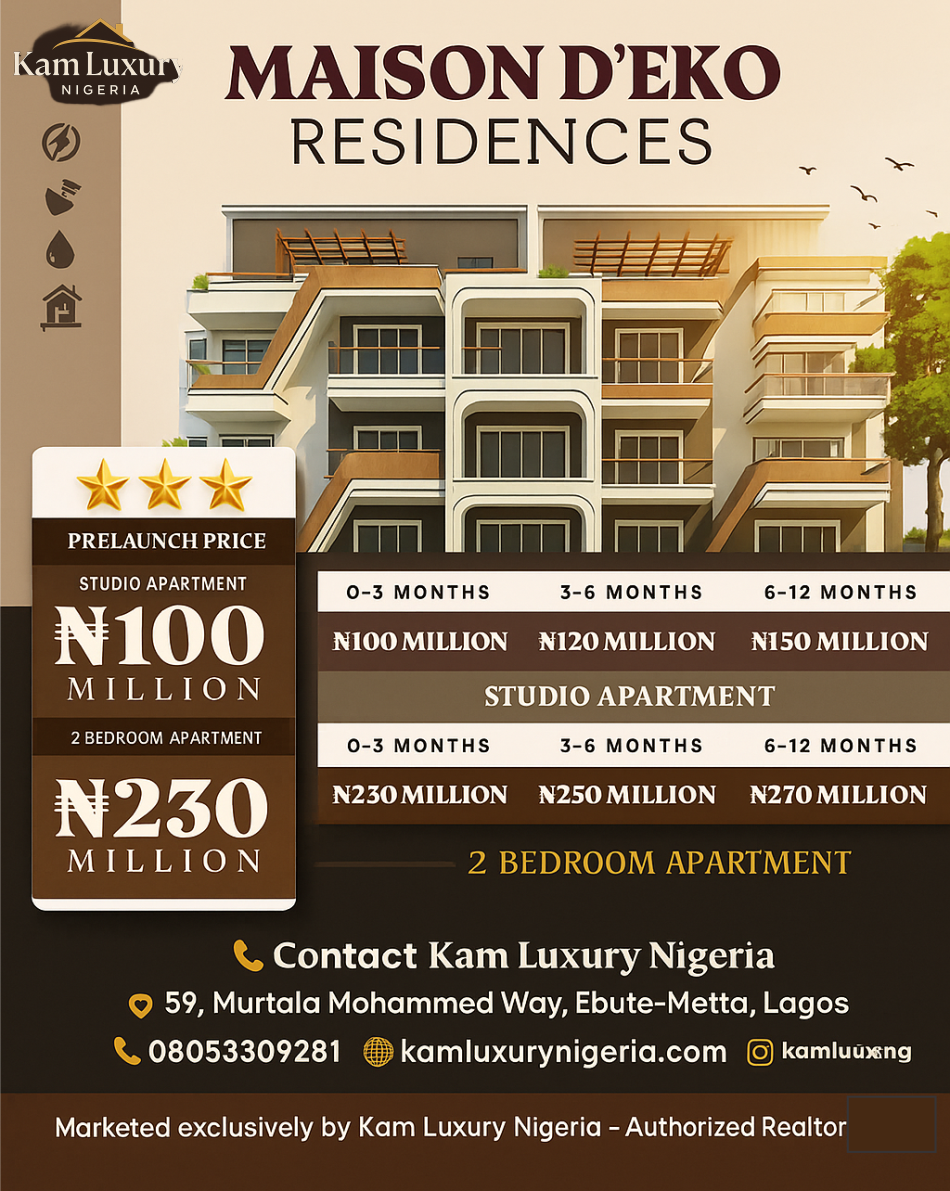 Kam Luxury
NIGERIA
MAISON D'EKO
RESIDENCES
PRELAUNCH PRICE
STUDIO APARTMENT
₦100
MILLION
2 BEDROOM APARTMENT
₦230
MILLION
0–3 MONTHS 3–6 MONTHS 6–12 MONTHS
₦100 MILLION ₦120 MILLION ₦150 MILLION
STUDIO APARTMENT
0–3 MONTHS 3–6 MONTHS 6–12 MONTHS
₦230 MILLION ₦250 MILLION ₦270 MILLION
2 BEDROOM APARTMENT
Contact Kam Luxury Nigeria
59, Murtala Mohammed Way, Ebute-Metta, Lagos
08053309281 kamluxurynigeria.com
Marketed exclusively by Kam Luxury Nigeria – Authorized Realtor